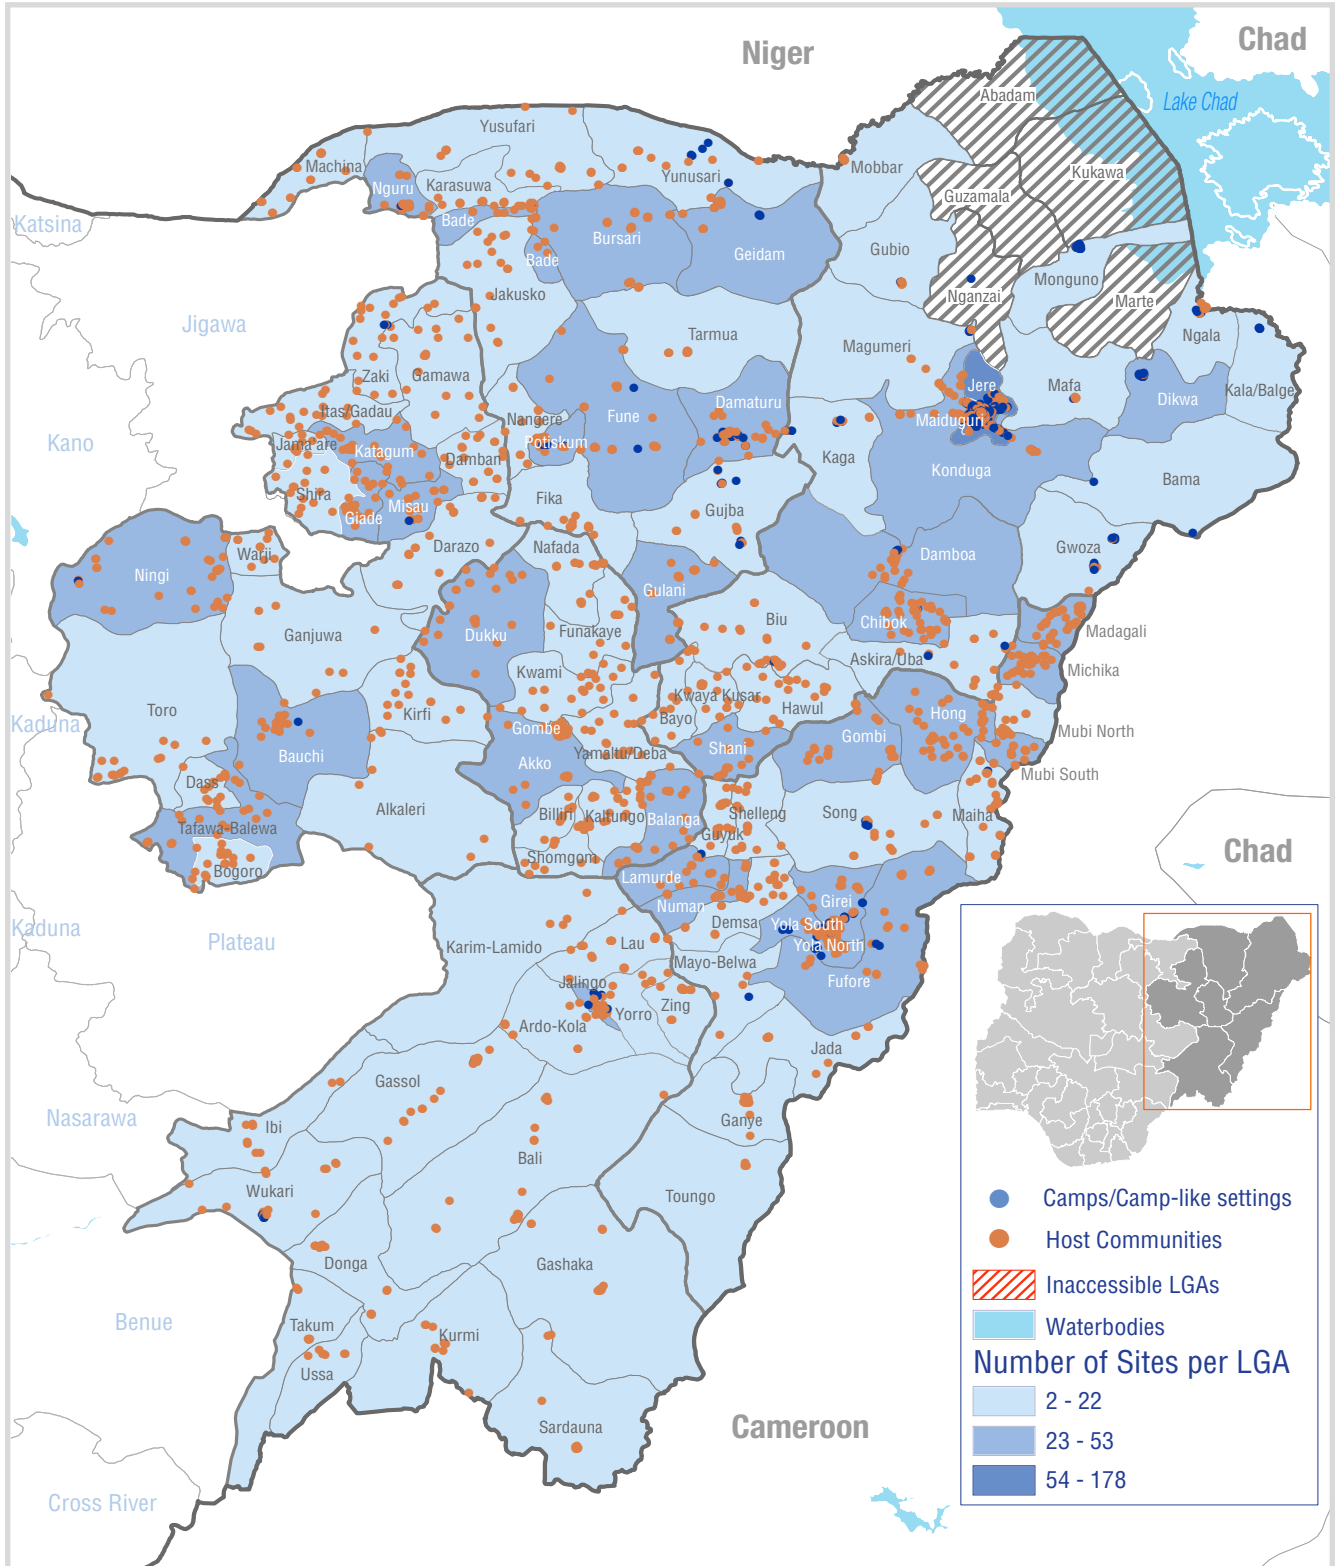 Niger
Chad
Abadam
Lake Chad
Yusufari
Machina
Mobbar
Kukawa
Yunusari
Nguru
Karasuwa
Guzamala
Katsina
Bade
Bursari
Gubio
Geidam
Bade
Monguno
Nganzai
Marte
Jakusko
Jigawa
Tarmua
Ngala
Magumeri
Zaki
Gamawa
Jere
Mafa
Kala/Balge
Dikwa
Damaturu
Itas/Gadau
Nangere
Fune
Maiduguri
Kano
Jama'are
Potiskum
Katagum
Damban
Kaga
Konduga
Bama
Shira
Fika
Misau
Gujba
Giade
Darazo
Nafada
Gwoza
Warji
Damboa
Ningi
Gulani
Biu
Chibok
Funakaye
Madagali
Ganjuwa
Dukku
Askira/Uba
Michika
Kwami
Kwaya Kusar
Hawul
Toro
Kirfi
Bayo
Hong
Kaduna
Gombe
Gombi
Mubi North
Bauchi
Yamaltu/Deba
Shani
Akko
Mubi South
Dass
Alkaleri
Billiri
Kaltungo
Balanga
Shelleng
Song
Maiha
Tafawa-Balewa
Guyuk
Chad
Shomgom
Bogoro
Lamurde
Numan
Girei
Kaduna
Demsa
Yola South
Plateau
Karim-Lamido
Lau
Yola North
Mayo-Belwa
Jalingo
Fufore
Zing
Yorro
Ardo-Kola
Jada
Gassol
Nasarawa
Ibi
Ganye
Bali
Wukari
Toungo
Donga
Gashaka
Benue
Takum
Kurmi
Ussa
Sardauna
Cameroon
Cross River
Camps/Camp-like settings
Host Communities
Inaccessible LGAs
Waterbodies
Number of Sites per LGA
2 - 22
23 - 53
54 - 178